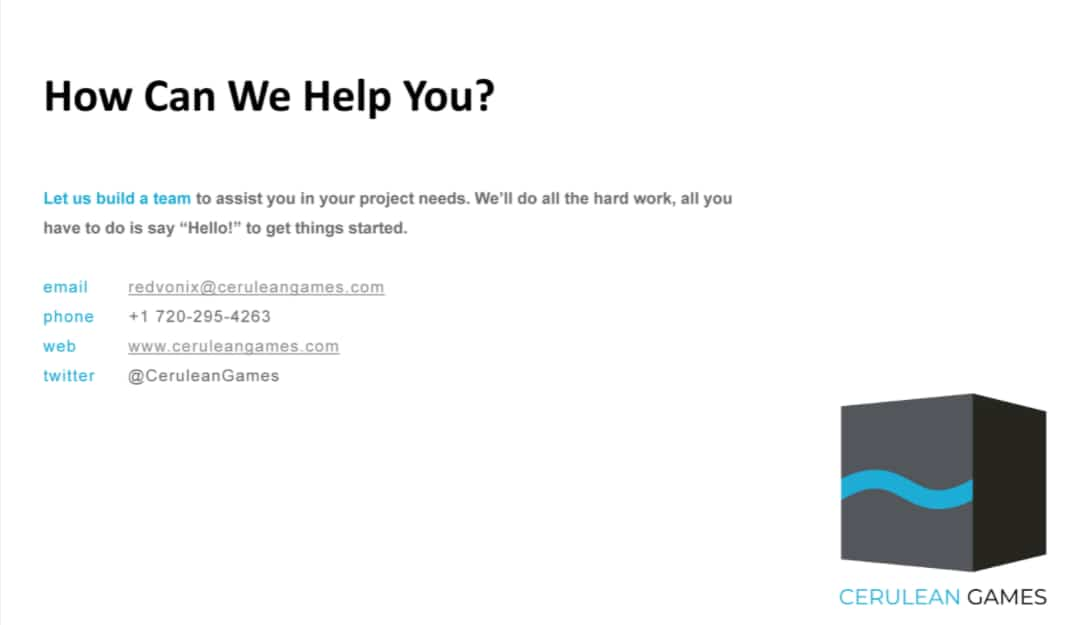 How Can We Help You?
Let us build a team to assist you in your project needs. We’ll do all the hard work, all you
have to do is say “Hello!” to get things started.
email redvonix@ceruleangames.com
phone +1 720-295-4263
web www.ceruleangames.com
twitter @CeruleanGames
CERULEAN GAMES